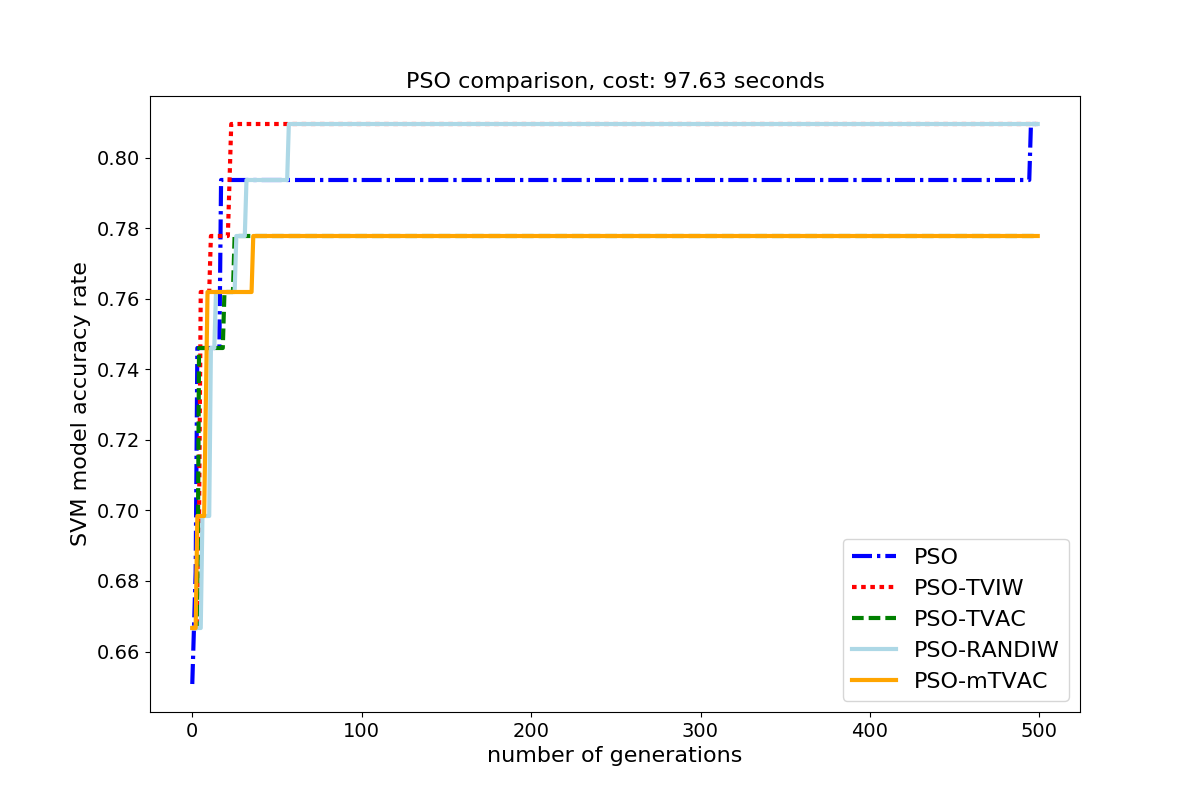 PSO comparison, cost: 97.63 seconds
SVM model accuracy rate
0.80
0.78
0.76
0.74
0.72
0.70
0.68
0.66
PSO
PSO-TVIW
PSO-TVAC
PSO-RANDIW
PSO-mTVAC
0 100 200 300 400 500
number of generations